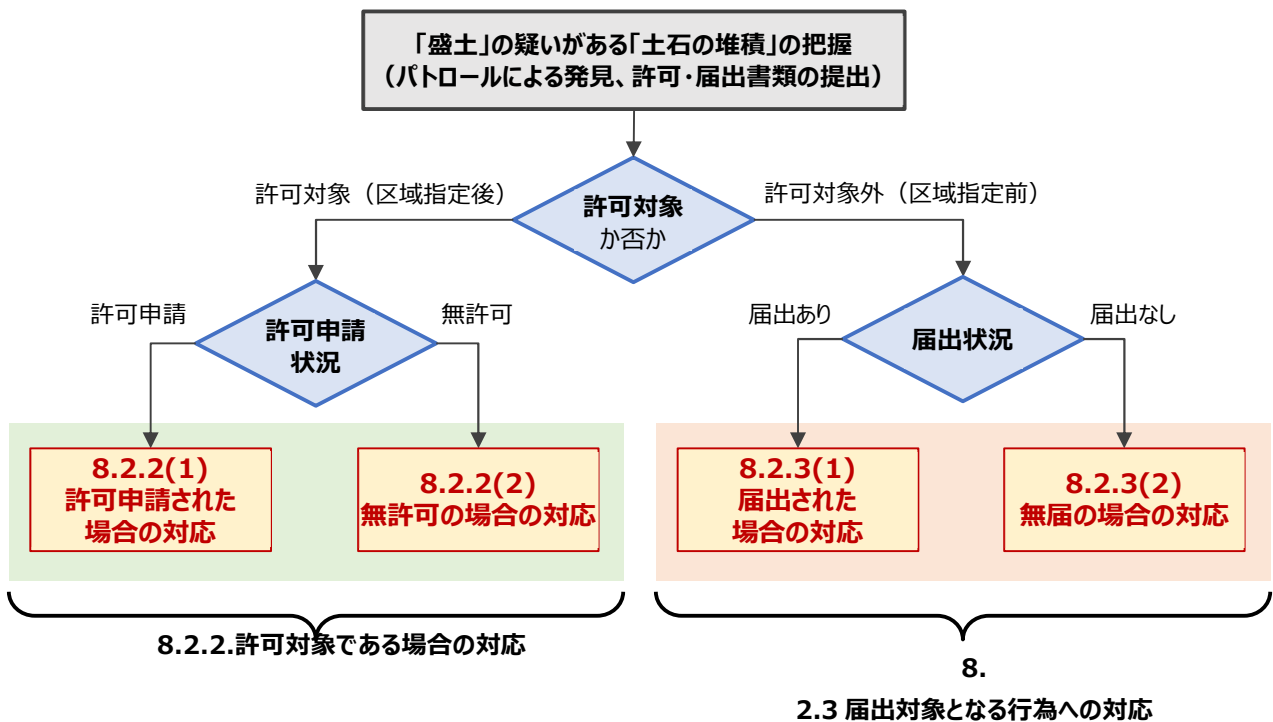 「盛土」の疑いがある「土石の堆積」の把握
(パトロールによる発見、許可・届出書類の提出)
許可対象（区域指定後）
許可対象
か否か
許可対象外（区域指定前）
許可申請
許可申請
状況
無許可
届出あり
届出状況
届出なし
8.2.2(1)
許可申請された
場合の対応
8.2.2(2)
無許可の場合の対応
8.2.3(1)
届出された
場合の対応
8.2.3(2)
無届の場合の対応
8.2.2.許可対象である場合の対応
8.
2.3 届出対象となる行為への対応